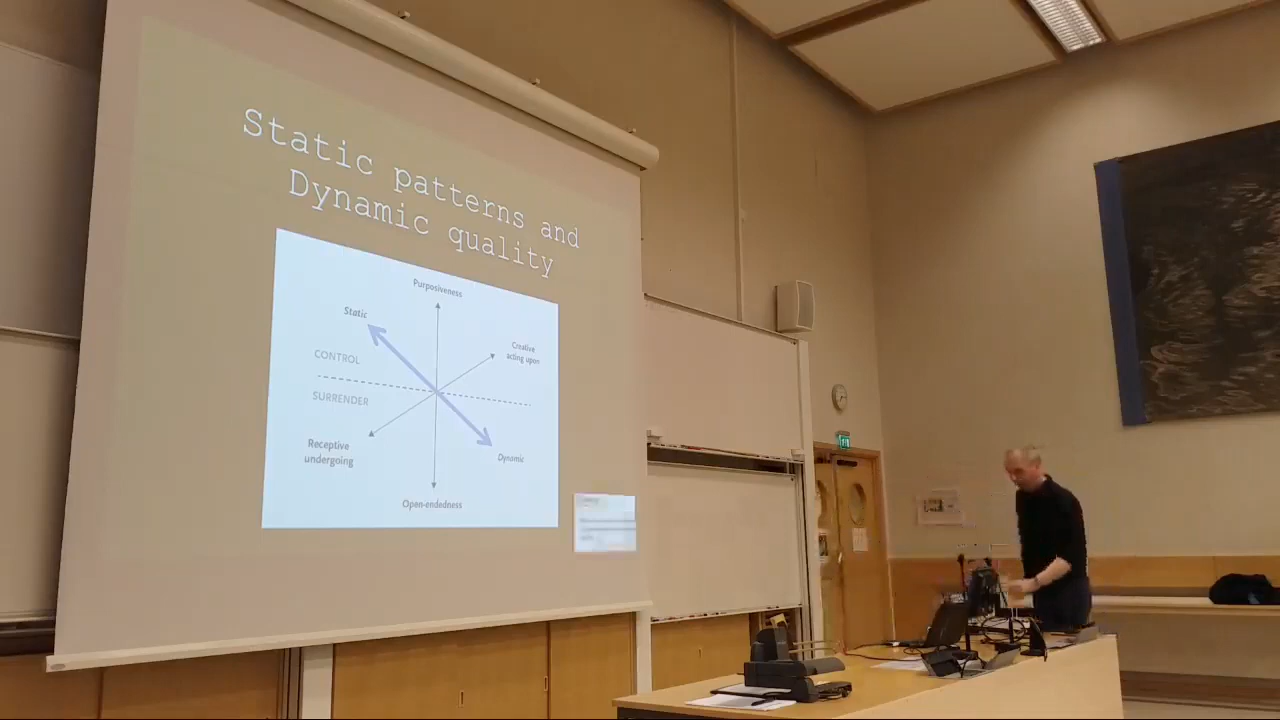 Static patterns and
Dynamic quality
Purposiveness
Static
Creative
acting upon
CONTROL
SURRENDER
Receptive
undergoing
Dynamic
Open-endedness